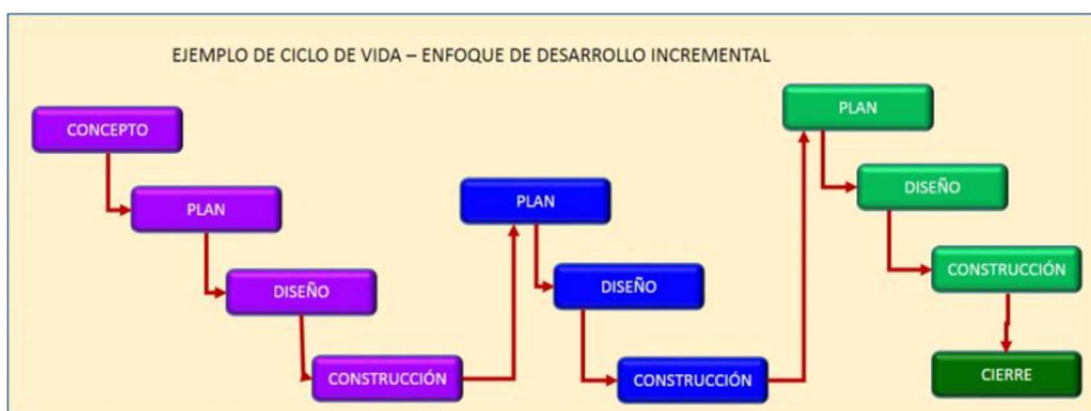 EJEMPLO DE CICLO DE VIDA – ENFOQUE DE DESARROLLO INCREMENTAL
CONCEPTO
PLAN
DISEÑO
CONSTRUCCIÓN
PLAN
DISEÑO
CONSTRUCCIÓN
PLAN
DISEÑO
CONSTRUCCIÓN
CIERRE